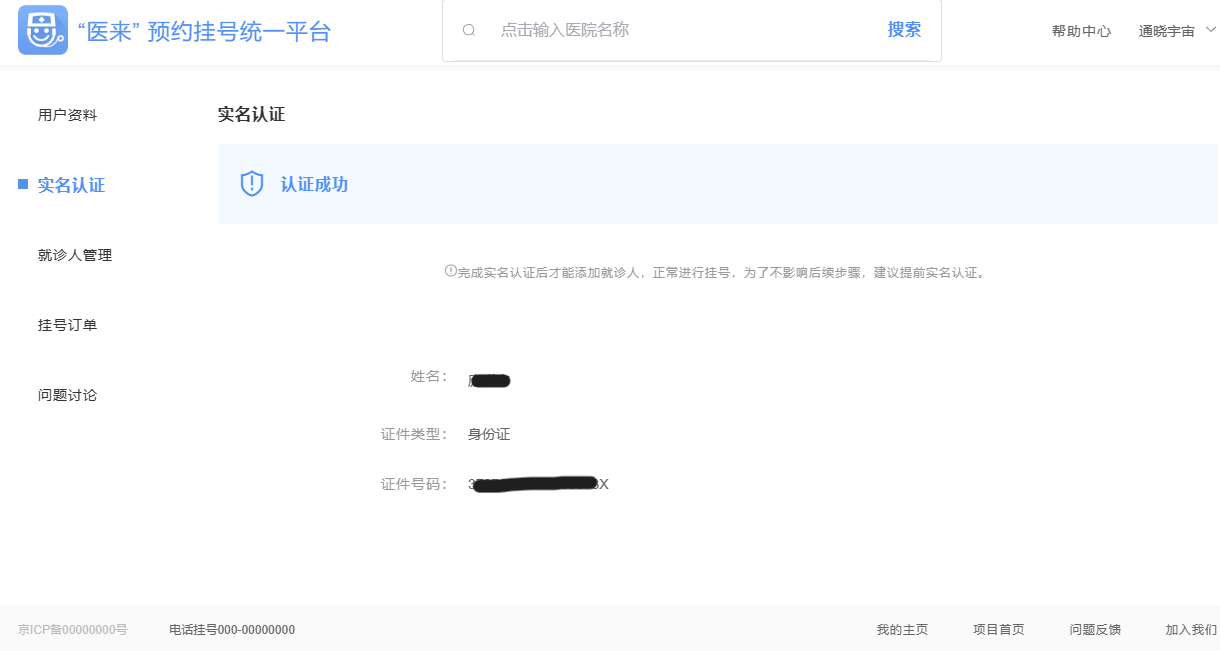 “医来” 预约挂号统一平台
点击输入医院名称
搜索
帮助中心
通晓宇宙
用户资料
实名认证
就诊人管理
挂号订单
问题讨论
实名认证
认证成功
完成实名认证后才能添加就诊人，正常进行挂号，为了不影响后续步骤，建议提前实名认证。
姓名：
证件类型： 身份证
证件号码： 3 X
京ICP备00000000号
电话挂号000-00000000
我的主页
项目首页
问题反馈
加入我们